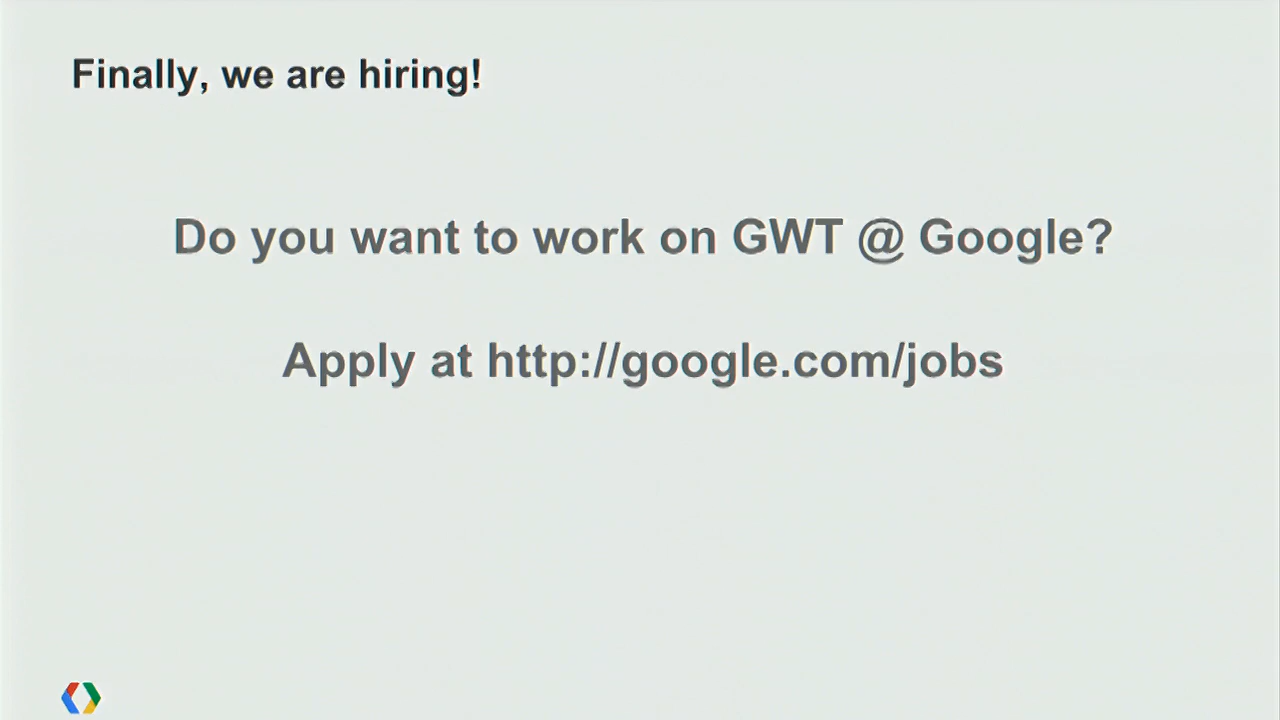 Finally, we are hiring!
Do you want to work on GWT @ Google?
Apply at http://google.com/jobs